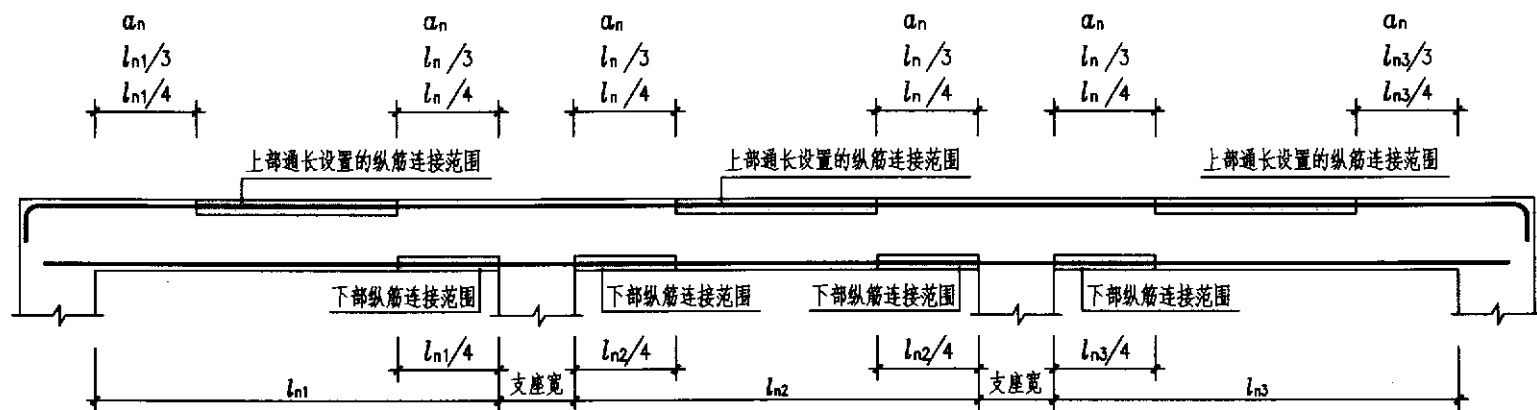 an an an an an an
ln1/3 ln/3 ln/3 ln/3 ln/3 ln3/3
ln1/4 ln/4 ln/4 ln/4 ln/4 ln3/4
上部通长设置的纵筋连接范围 上部通长设置的纵筋连接范围 上部通长设置的纵筋连接范围
下部纵筋连接范围 下部纵筋连接范围 下部纵筋连接范围 下部纵筋连接范围
ln1/4 支座宽 ln2/4 ln2/4 支座宽 ln3/4
ln1 ln2 ln3